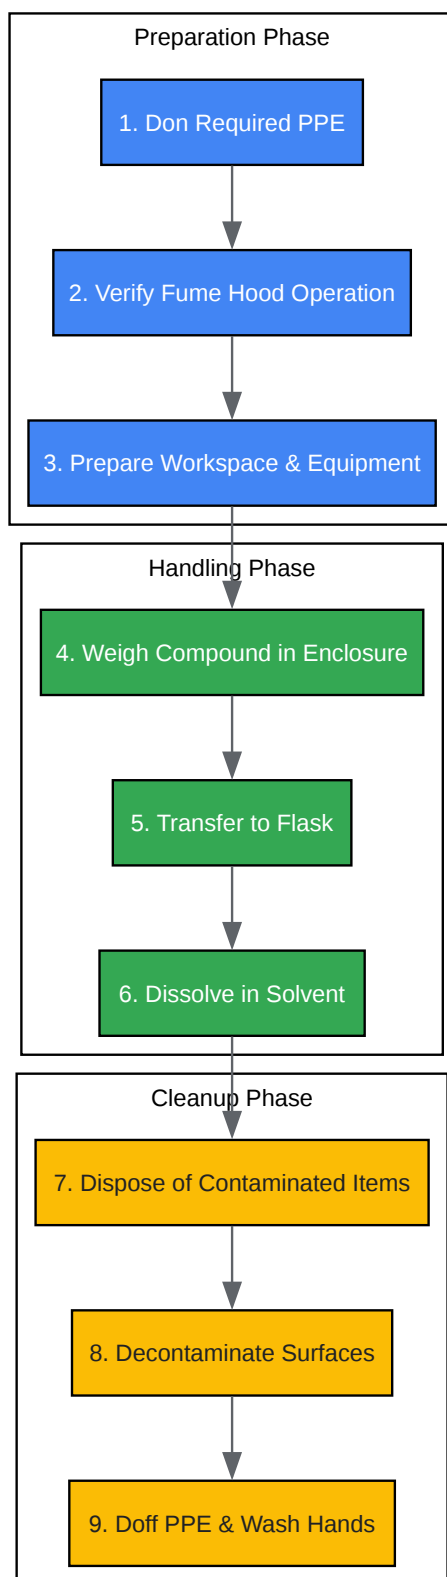 Preparation Phase
1. Don Required PPE
2. Verify Fume Hood Operation
3. Prepare Workspace & Equipment
Handling Phase
4. Weigh Compound in Enclosure
5. Transfer to Flask
6. Dissolve in Solvent
Cleanup Phase
7. Dispose of Contaminated Items
8. Decontaminate Surfaces
9. Doff PPE & Wash Hands